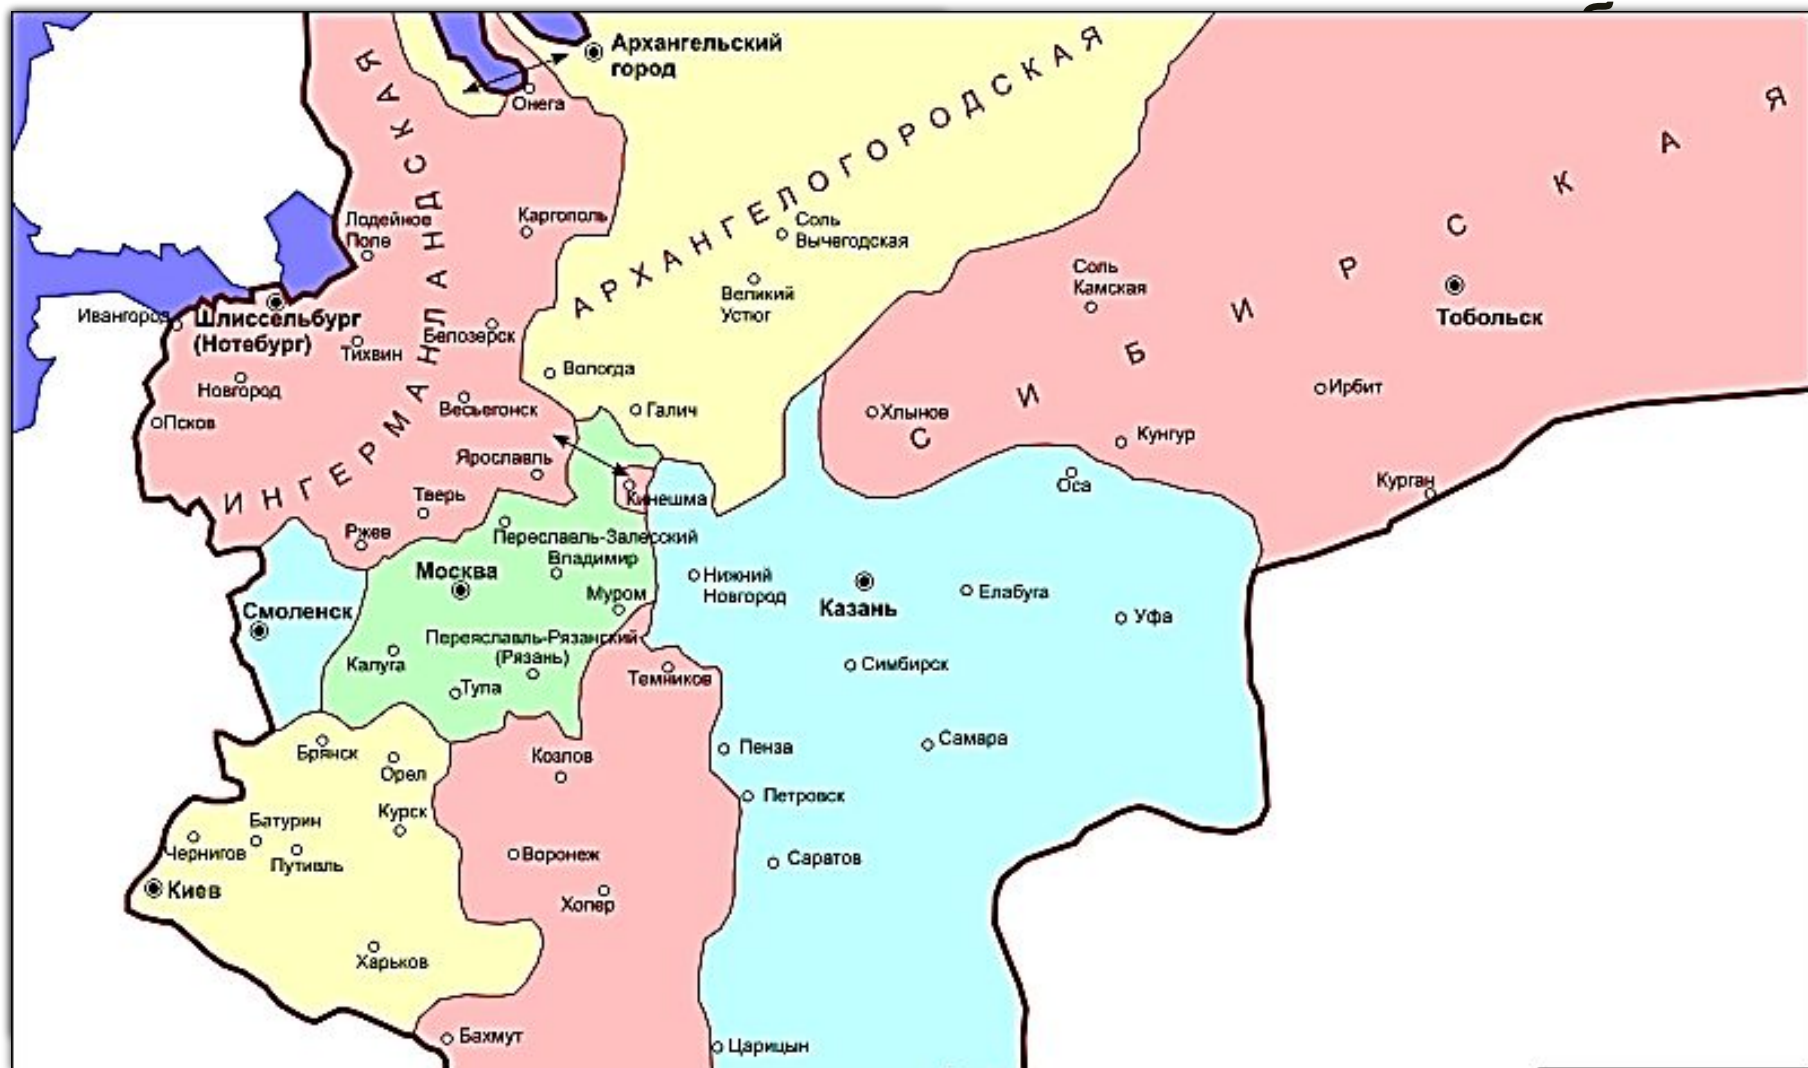 Архангельский
город
Онега
ИНГЕРМАНЛАНДСКАЯ
АРХАНГЕЛОГОРОДСКАЯ
СИБИРСКАЯ
Лодейнов
Поле
Каргополь
Соль
Вычегодская
Великий
Устюг
Соль
Камская
Тобольск
Ивангород
Шлиссельбург
(Нотебург)
Тихвин
Белозерск
Новгород
Вологда
Весьегонск
Галич
Псков
Хлынов
Ирбит
Кунгур
Ярославль
Кинешма
Оса
Курган
Тверь
Ржев
Переславль-Залесский
Владимир
Москва
Муром
Нижний
Новгород
Казань
Елабуга
Уфа
Смоленск
Переяславль-Рязанский
(Рязань)
Калуга
Тула
Темников
Симбирск
Брянск
Орел
Козлов
Пенза
Самара
Петровск
Курск
Батурин
Чернигов
Путивль
Киев
Воронеж
Саратов
Хопер
Харьков
Бахмут
Царицын